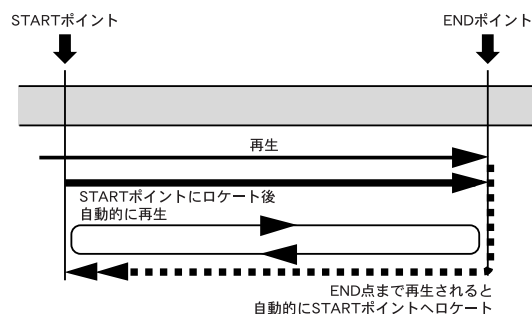 STARTポイント
ENDポイント
再生
STARTポイントにロケート後
自動的に再生
END点まで再生されると
自動的にSTARTポイントへロケート